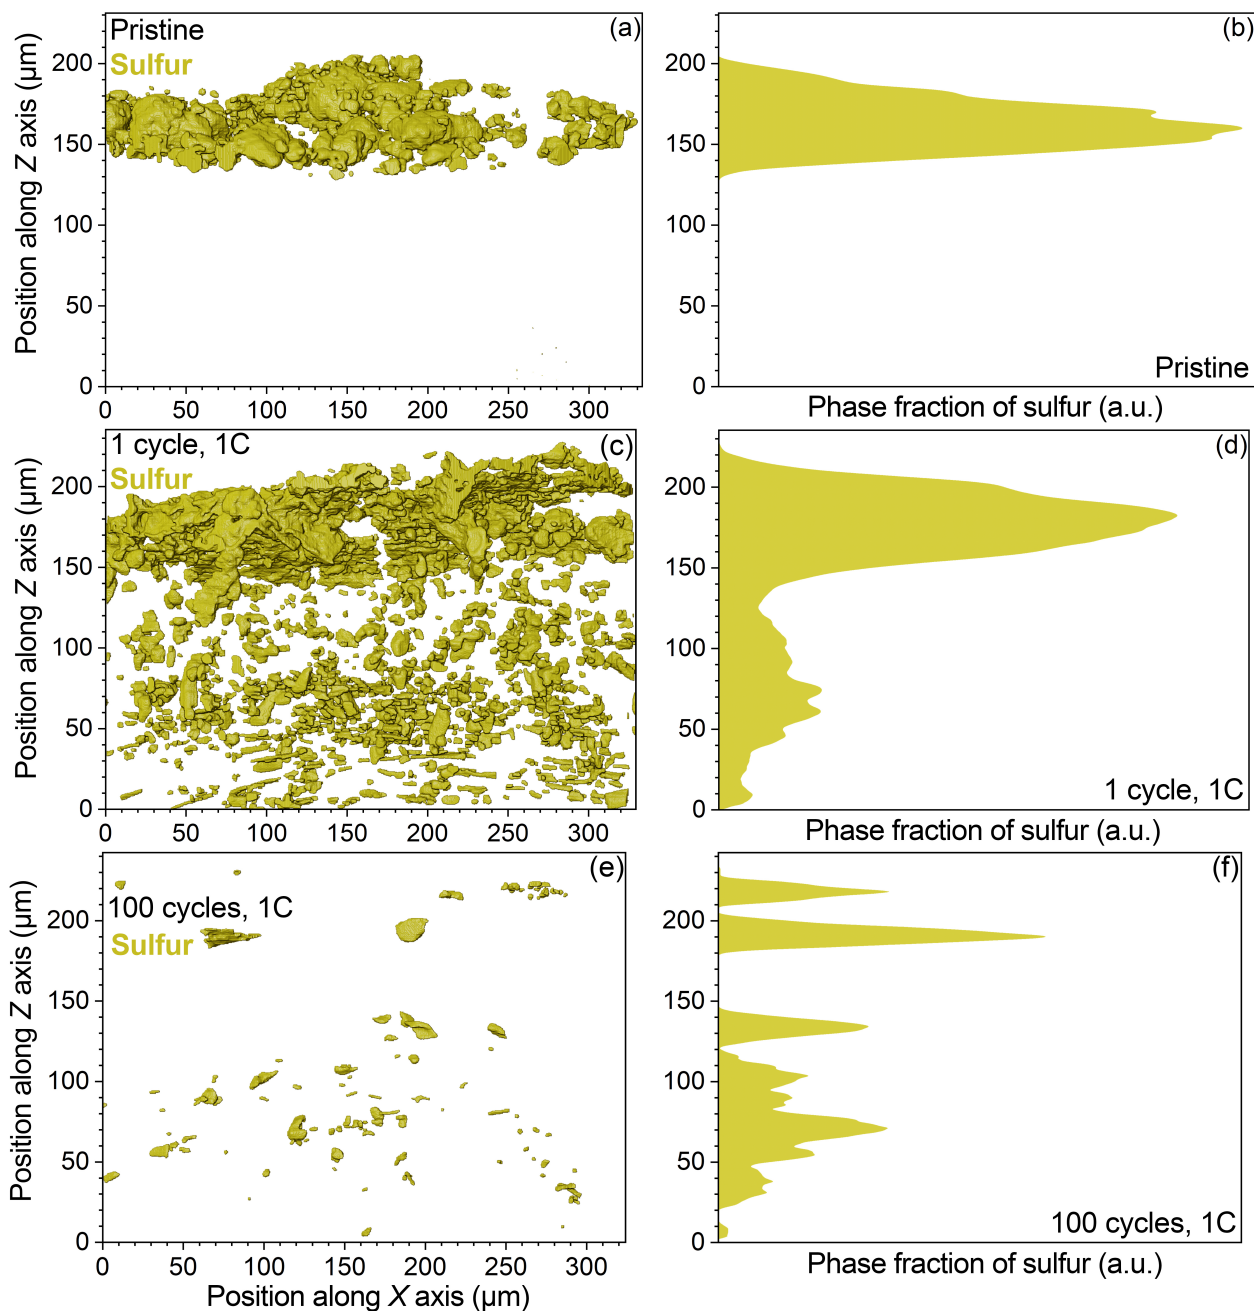 Pristine
Sulfur
(a)
Position along Z axis (µm)
200
150
100
50
0
0 50 100 150 200 250 300
(b)
200
150
100
50
0
Pristine
Phase fraction of sulfur (a.u.)
1 cycle, 1C
Sulfur
(c)
Position along Z axis (µm)
200
150
100
50
0
0 50 100 150 200 250 300
(d)
200
150
100
50
0
1 cycle, 1C
Phase fraction of sulfur (a.u.)
(e)
100 cycles, 1C
Sulfur
Position along Z axis (µm)
200
150
100
50
0
0 50 100 150 200 250 300
Position along X axis (µm)
(f)
200
150
100
50
0
100 cycles, 1C
Phase fraction of sulfur (a.u.)